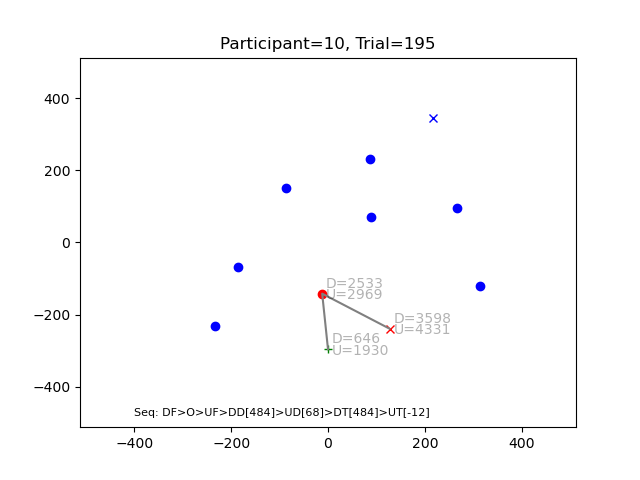 Participant=10, Trial=195
400
200
0
−200
−400
D=2533
U=2969
D=3598
U=4331
D=646
U=1930
Seq: DF>O>UF>DD[484]>UD[68]>DT[484]>UT[-12]
−400
−200
0
200
400